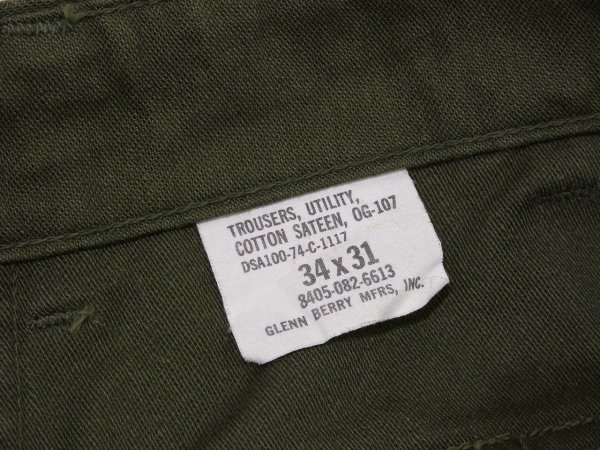 TROUSERS, UTILITY,
COTTON SATEEN, OG-107
DSA100-74-C-1117
34 x 31
8405-082-6613
GLENN BERRY MFRS, INC.